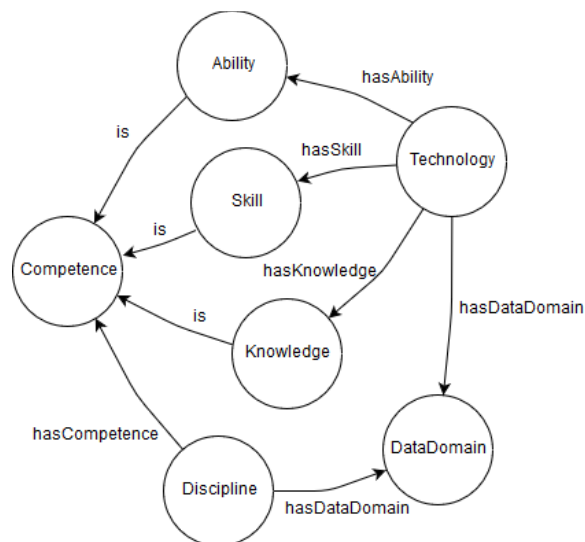 Ability
hasAbility
is
Technology
hasSkill
Skill
is
Competence
hasKnowledge
is
hasDataDomain
Knowledge
hasCompetence
DataDomain
Discipline
hasDataDomain